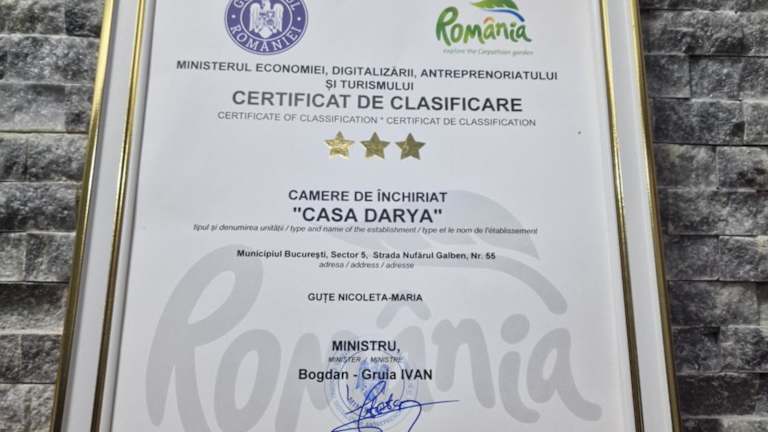 GUVERNUL ROMÂNIEI
România
explore the Carpathian garden
MINISTERUL ECONOMIEI, DIGITALIZĂRII, ANTREPRENORIATULUI
ȘI TURISMULUI
CERTIFICAT DE CLASIFICARE
CERTIFICATE OF CLASSIFICATION * CERTIFICAT DE CLASSIFICATION
CAMERE DE ÎNCHIRIAT
"CASA DARYA"
tipul și denumirea unității / type and name of the establishment / type et le nom de l'établissement
Municipiul București, Sector 5, Strada Nufărul Galben, Nr. 55
adresa / address / adresse
GUȚE NICOLETA-MARIA
România
MINISTRU,
MINISTER / MINISTRE
Bogdan - Gruia IVAN